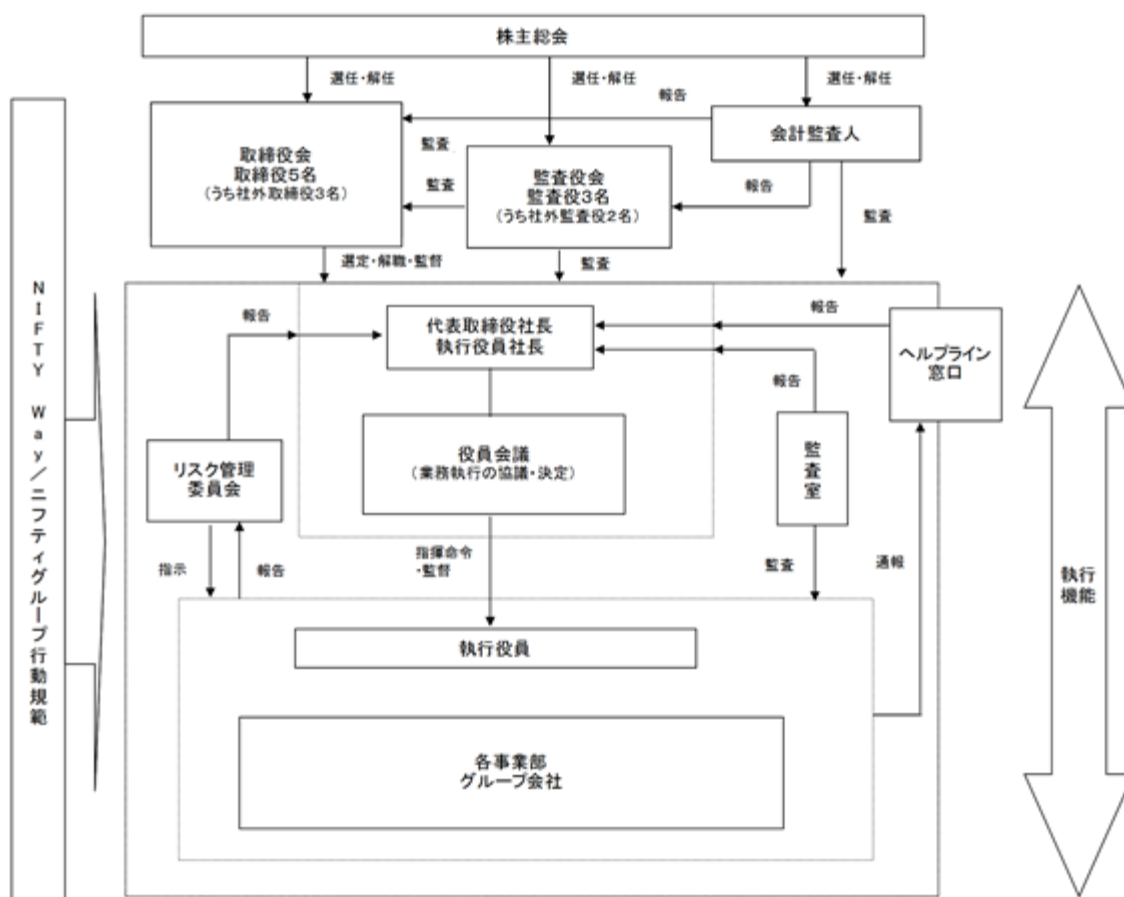 株主総会
選任・解任
選任・解任
選任・解任
報告
会計監査人
取締役会
取締役5名
(うち社外取締役3名)
監査
監査
監査役会
監査役3名
(うち社外監査役2名)
報告
監査
選定・解職・監督
監査
NIFTY Way/ニフティグループ行動規範
報告
代表取締役社長
執行役員社長
報告
ヘルプライン
窓口
報告
役員会議
(業務執行の協議・決定)
リスク管理
委員会
監査室
指揮命令
・監督
指示
報告
監査
通報
執行
機能
執行役員
各事業部
グループ会社